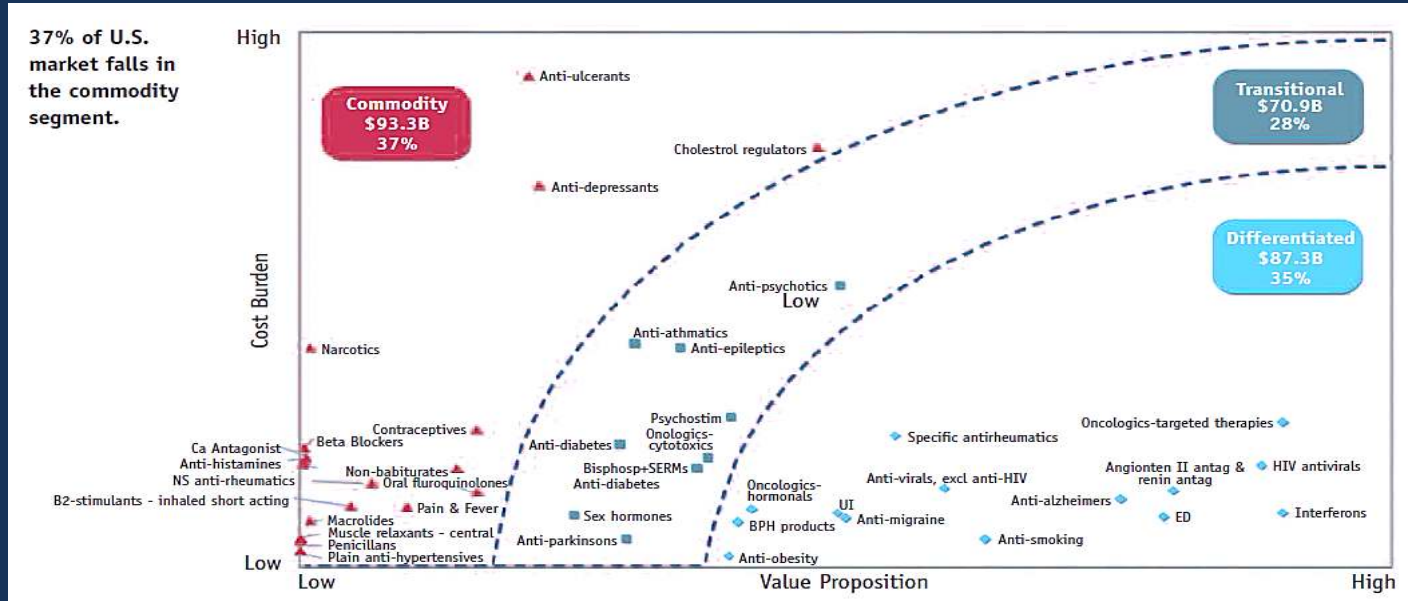 37% of U.S.
market falls in
the commodity
segment.
High
Cost Burden
Low
Commodity
$93.3B
37%
Transitional
$70.9B
28%
Differentiated
$87.3B
35%
Anti-ulcerants
Cholestrol regulators
Anti-depressants
Anti-psychotics
Low
Anti-athmatics
Anti-epileptics
Narcotics
Contraceptives
Beta Blockers
Ca Antagonist
Anti-histamines
NS anti-rheumatics
Non-babiturates
Oral fluroquinolones
B2-stimulants - inhaled short acting
Pain & Fever
Macrolides
Muscle relaxants - central
Penicillans
Plain anti-hypertensives
Psychostim
Anti-diabetes
Onologics-
cytotoxics
Bisphosp+SERMs
Anti-diabetes
Sex hormones
Anti-parkinsons
Oncologics-
hormonals
UI
BPH products
Anti-migraine
Anti-obesity
Specific antirheumatics
Anti-virals, excl anti-HIV
Anti-smoking
Oncologics-targeted therapies
Angionten II antag &
renin antag
HIV antivirals
Anti-alzheimers
ED
Interferons
Low
Value Proposition
High